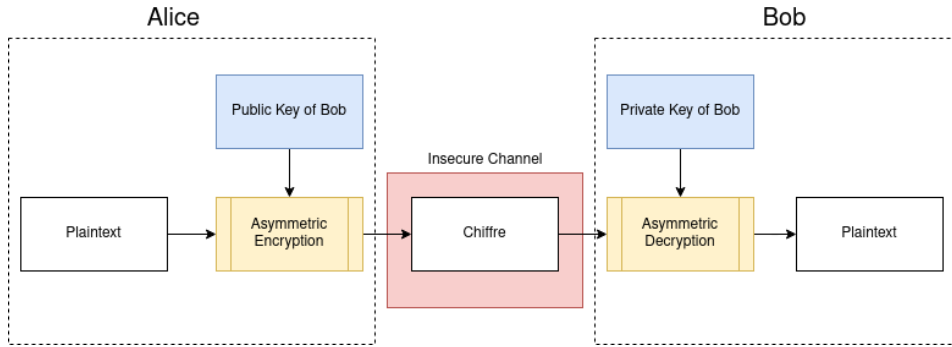 Alice
Bob
Public Key of Bob
Private Key of Bob
Insecure Channel
Plaintext
Asymmetric
Encryption
Chiffre
Asymmetric
Decryption
Plaintext